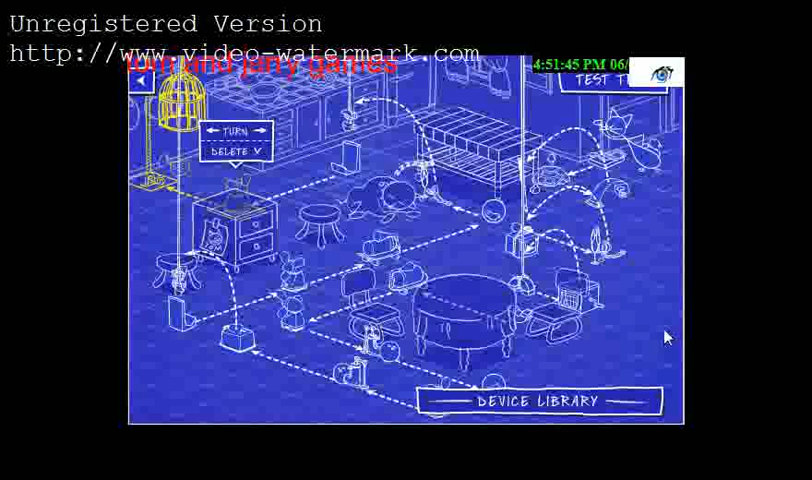 Unregistered Version
http://www.video-watermark.com
tom and jarry games
4:51:45 PM 06/
TEST T
TURN
DELETE
DEVICE LIBRARY